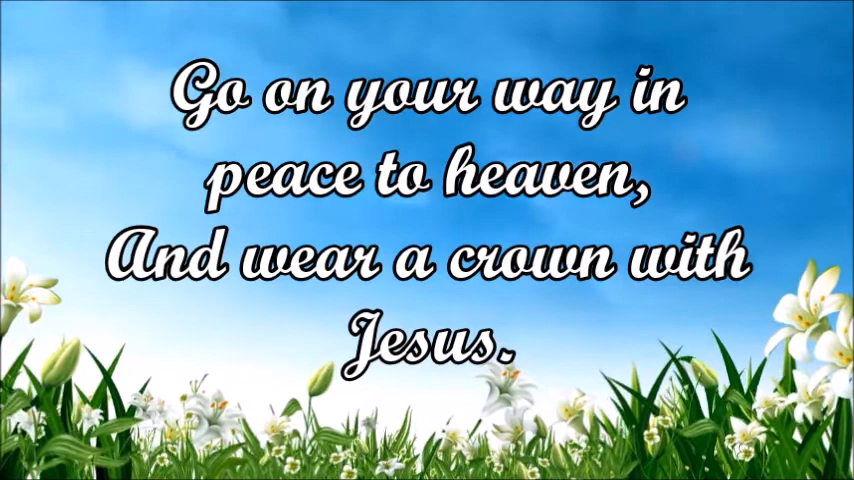 Go on your way in
peace to heaven,
And wear a crown with
Jesus.